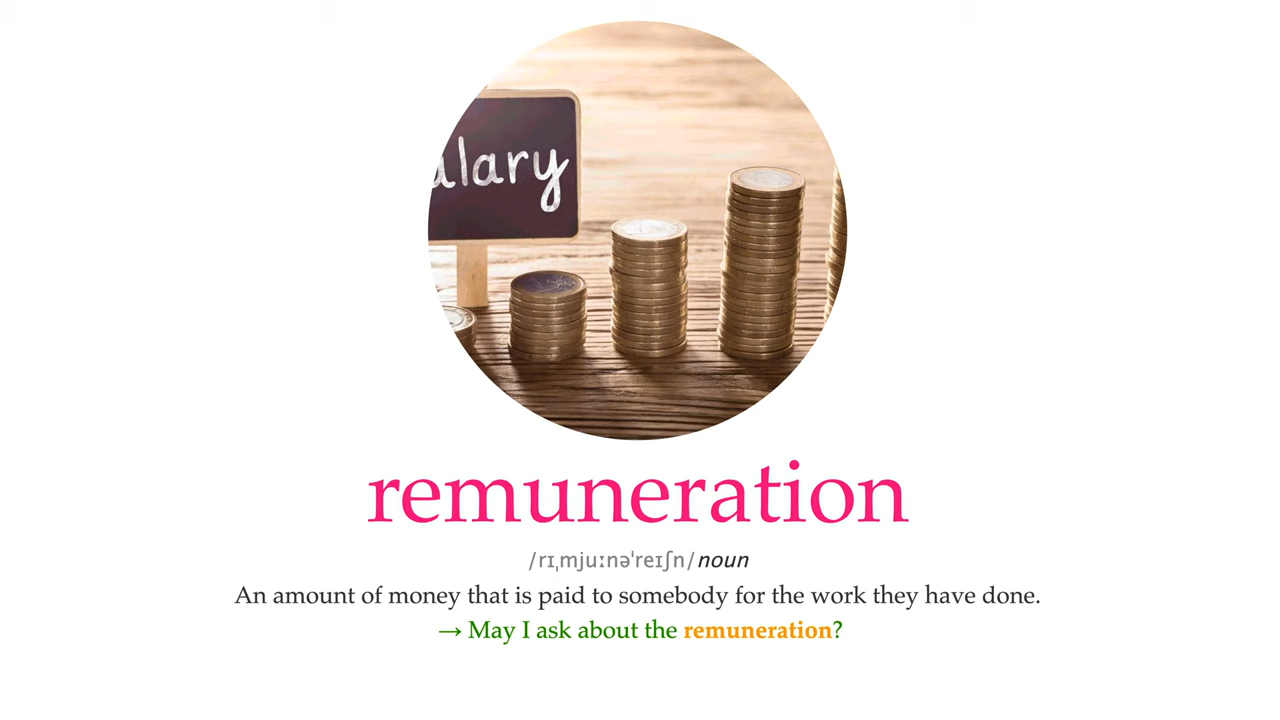 alary
remuneration
/rɪˌmjuːnəˈreɪʃn/ noun
An amount of money that is paid to somebody for the work they have done.
→ May I ask about the remuneration?